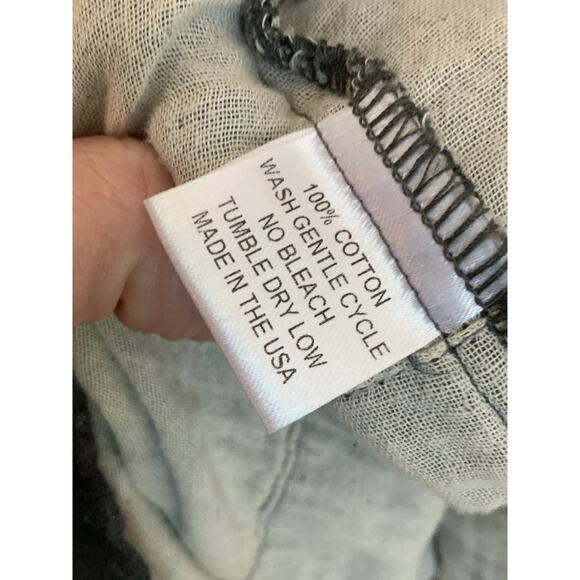 100% COTTON
WASH GENTLE CYCLE
NO BLEACH
TUMBLE DRY LOW
MADE IN THE USA